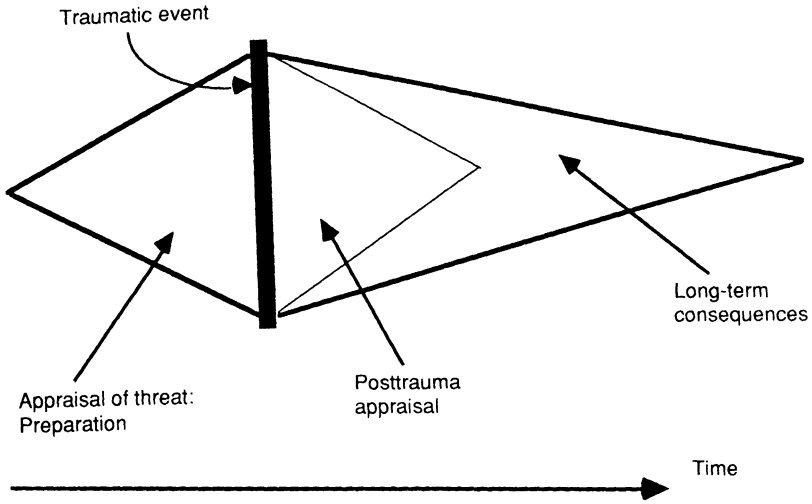 Traumatic event
Long-term
consequences
Posttrauma
appraisal
Appraisal of threat:
Preparation
Time